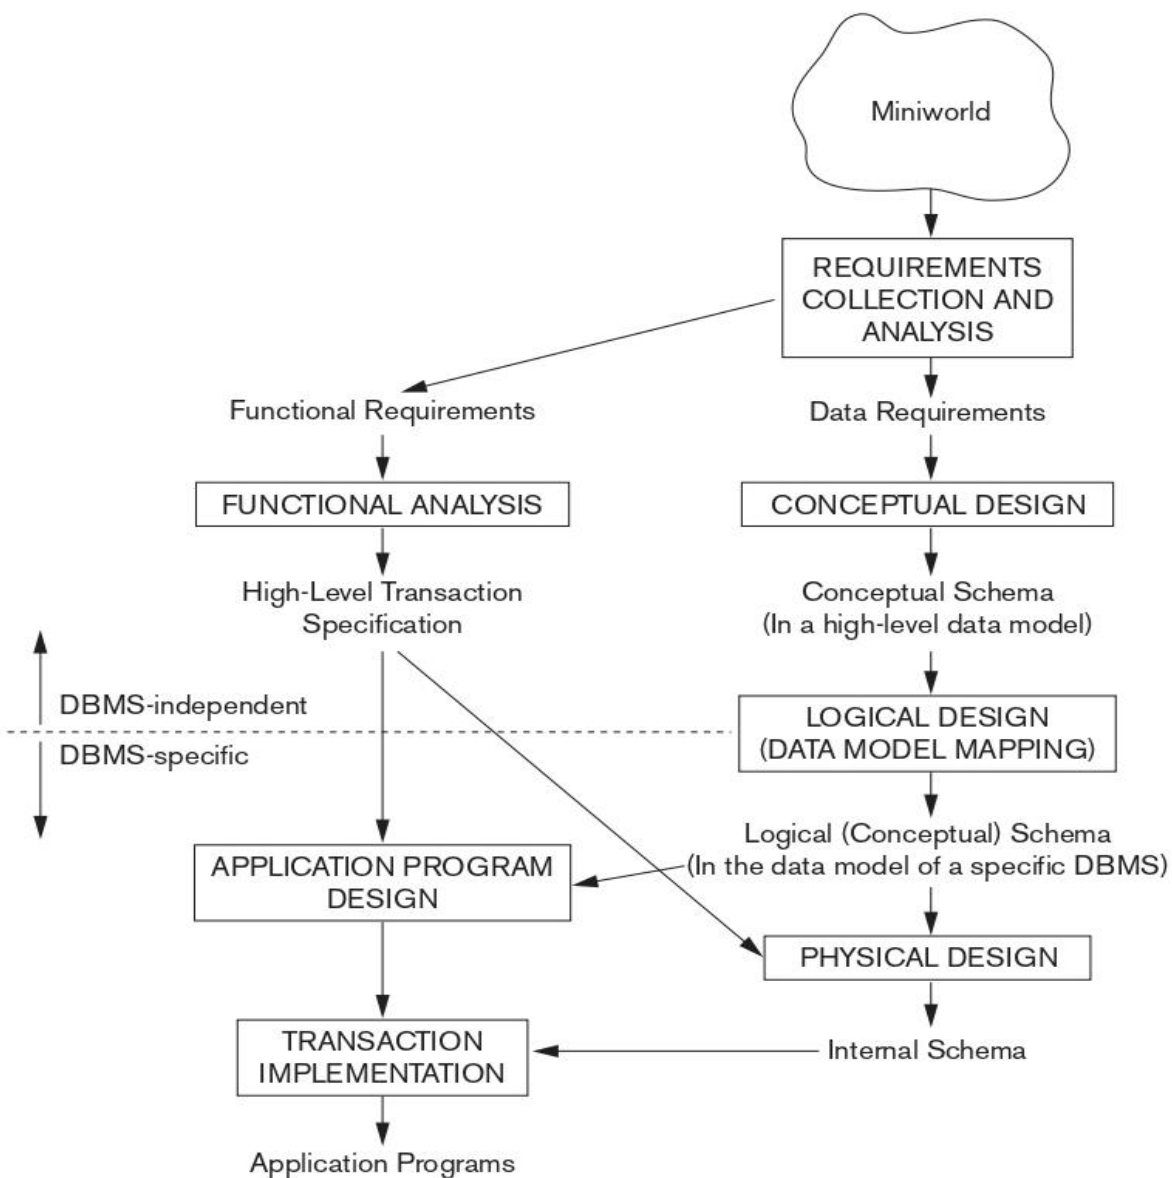 Miniworld
REQUIREMENTS
COLLECTION AND
ANALYSIS
Functional Requirements
Data Requirements
FUNCTIONAL ANALYSIS
CONCEPTUAL DESIGN
High-Level Transaction
Specification
Conceptual Schema
(In a high-level data model)
DBMS-independent
DBMS-specific
LOGICAL DESIGN
(DATA MODEL MAPPING)
Logical (Conceptual) Schema
(In the data model of a specific DBMS)
APPLICATION PROGRAM
DESIGN
PHYSICAL DESIGN
TRANSACTION
IMPLEMENTATION
Internal Schema
Application Programs